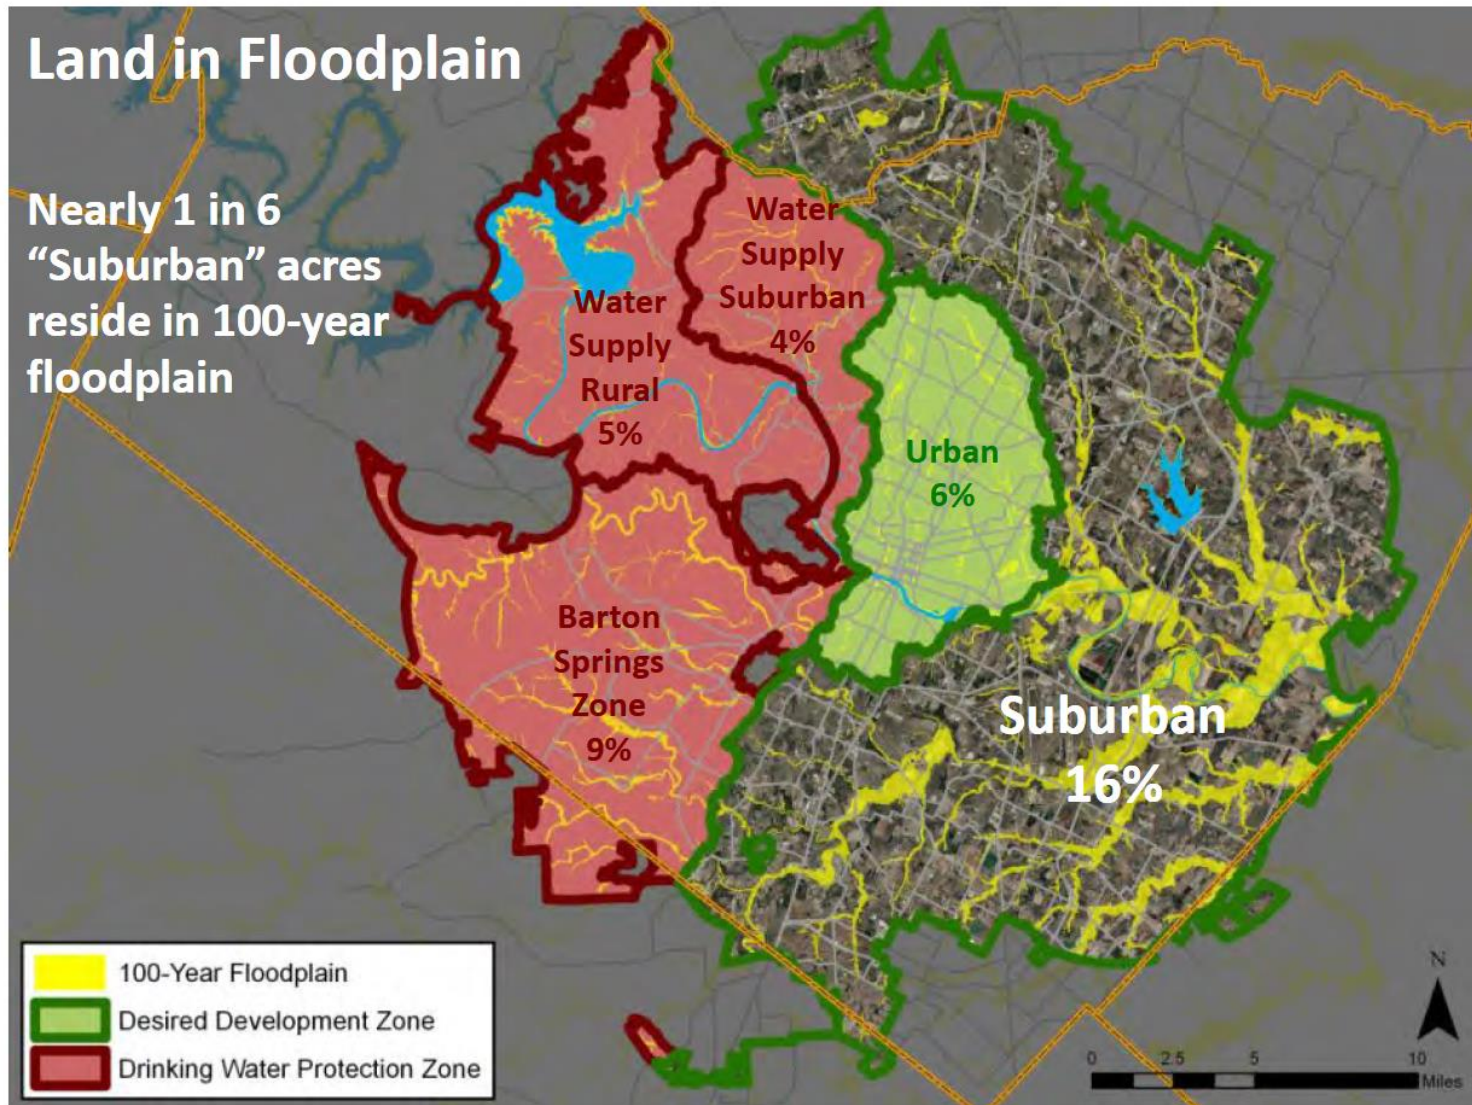 Land in Floodplain
Nearly 1 in 6
“Suburban” acres
reside in 100-year
floodplain
Water
Supply
Suburban
4%
Water
Supply
Rural
5%
Urban
6%
Barton
Springs
Zone
9%
Suburban
16%
100-Year Floodplain
Desired Development Zone
Drinking Water Protection Zone
N
0 2.5 5 10
Miles